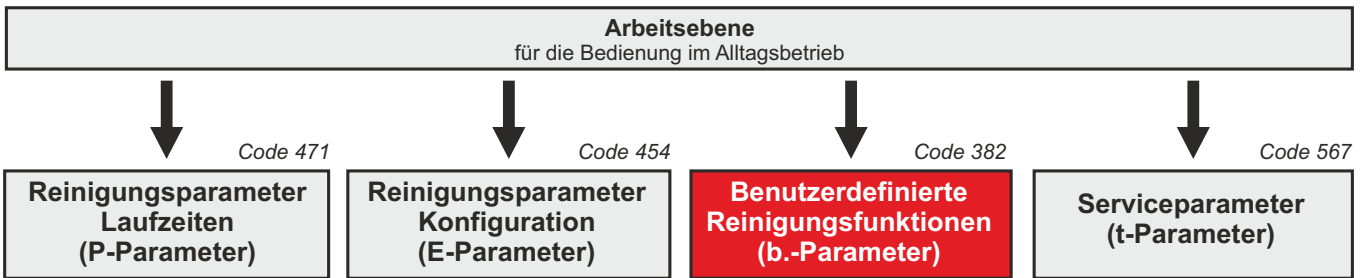 Arbeitsebene
für die Bedienung im Alltagsbetrieb
Code 471
Code 454
Code 382
Code 567
Reinigungsparameter
Laufzeiten
(P-Parameter)
Reinigungsparameter
Konfiguration
(E-Parameter)
Benutzerdefinierte
Reinigungsfunktionen
(b.-Parameter)
Serviceparameter
(t-Parameter)